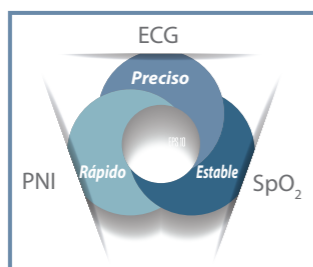 ECG
Preciso
PNI
Rápido
Estable
SpO₂